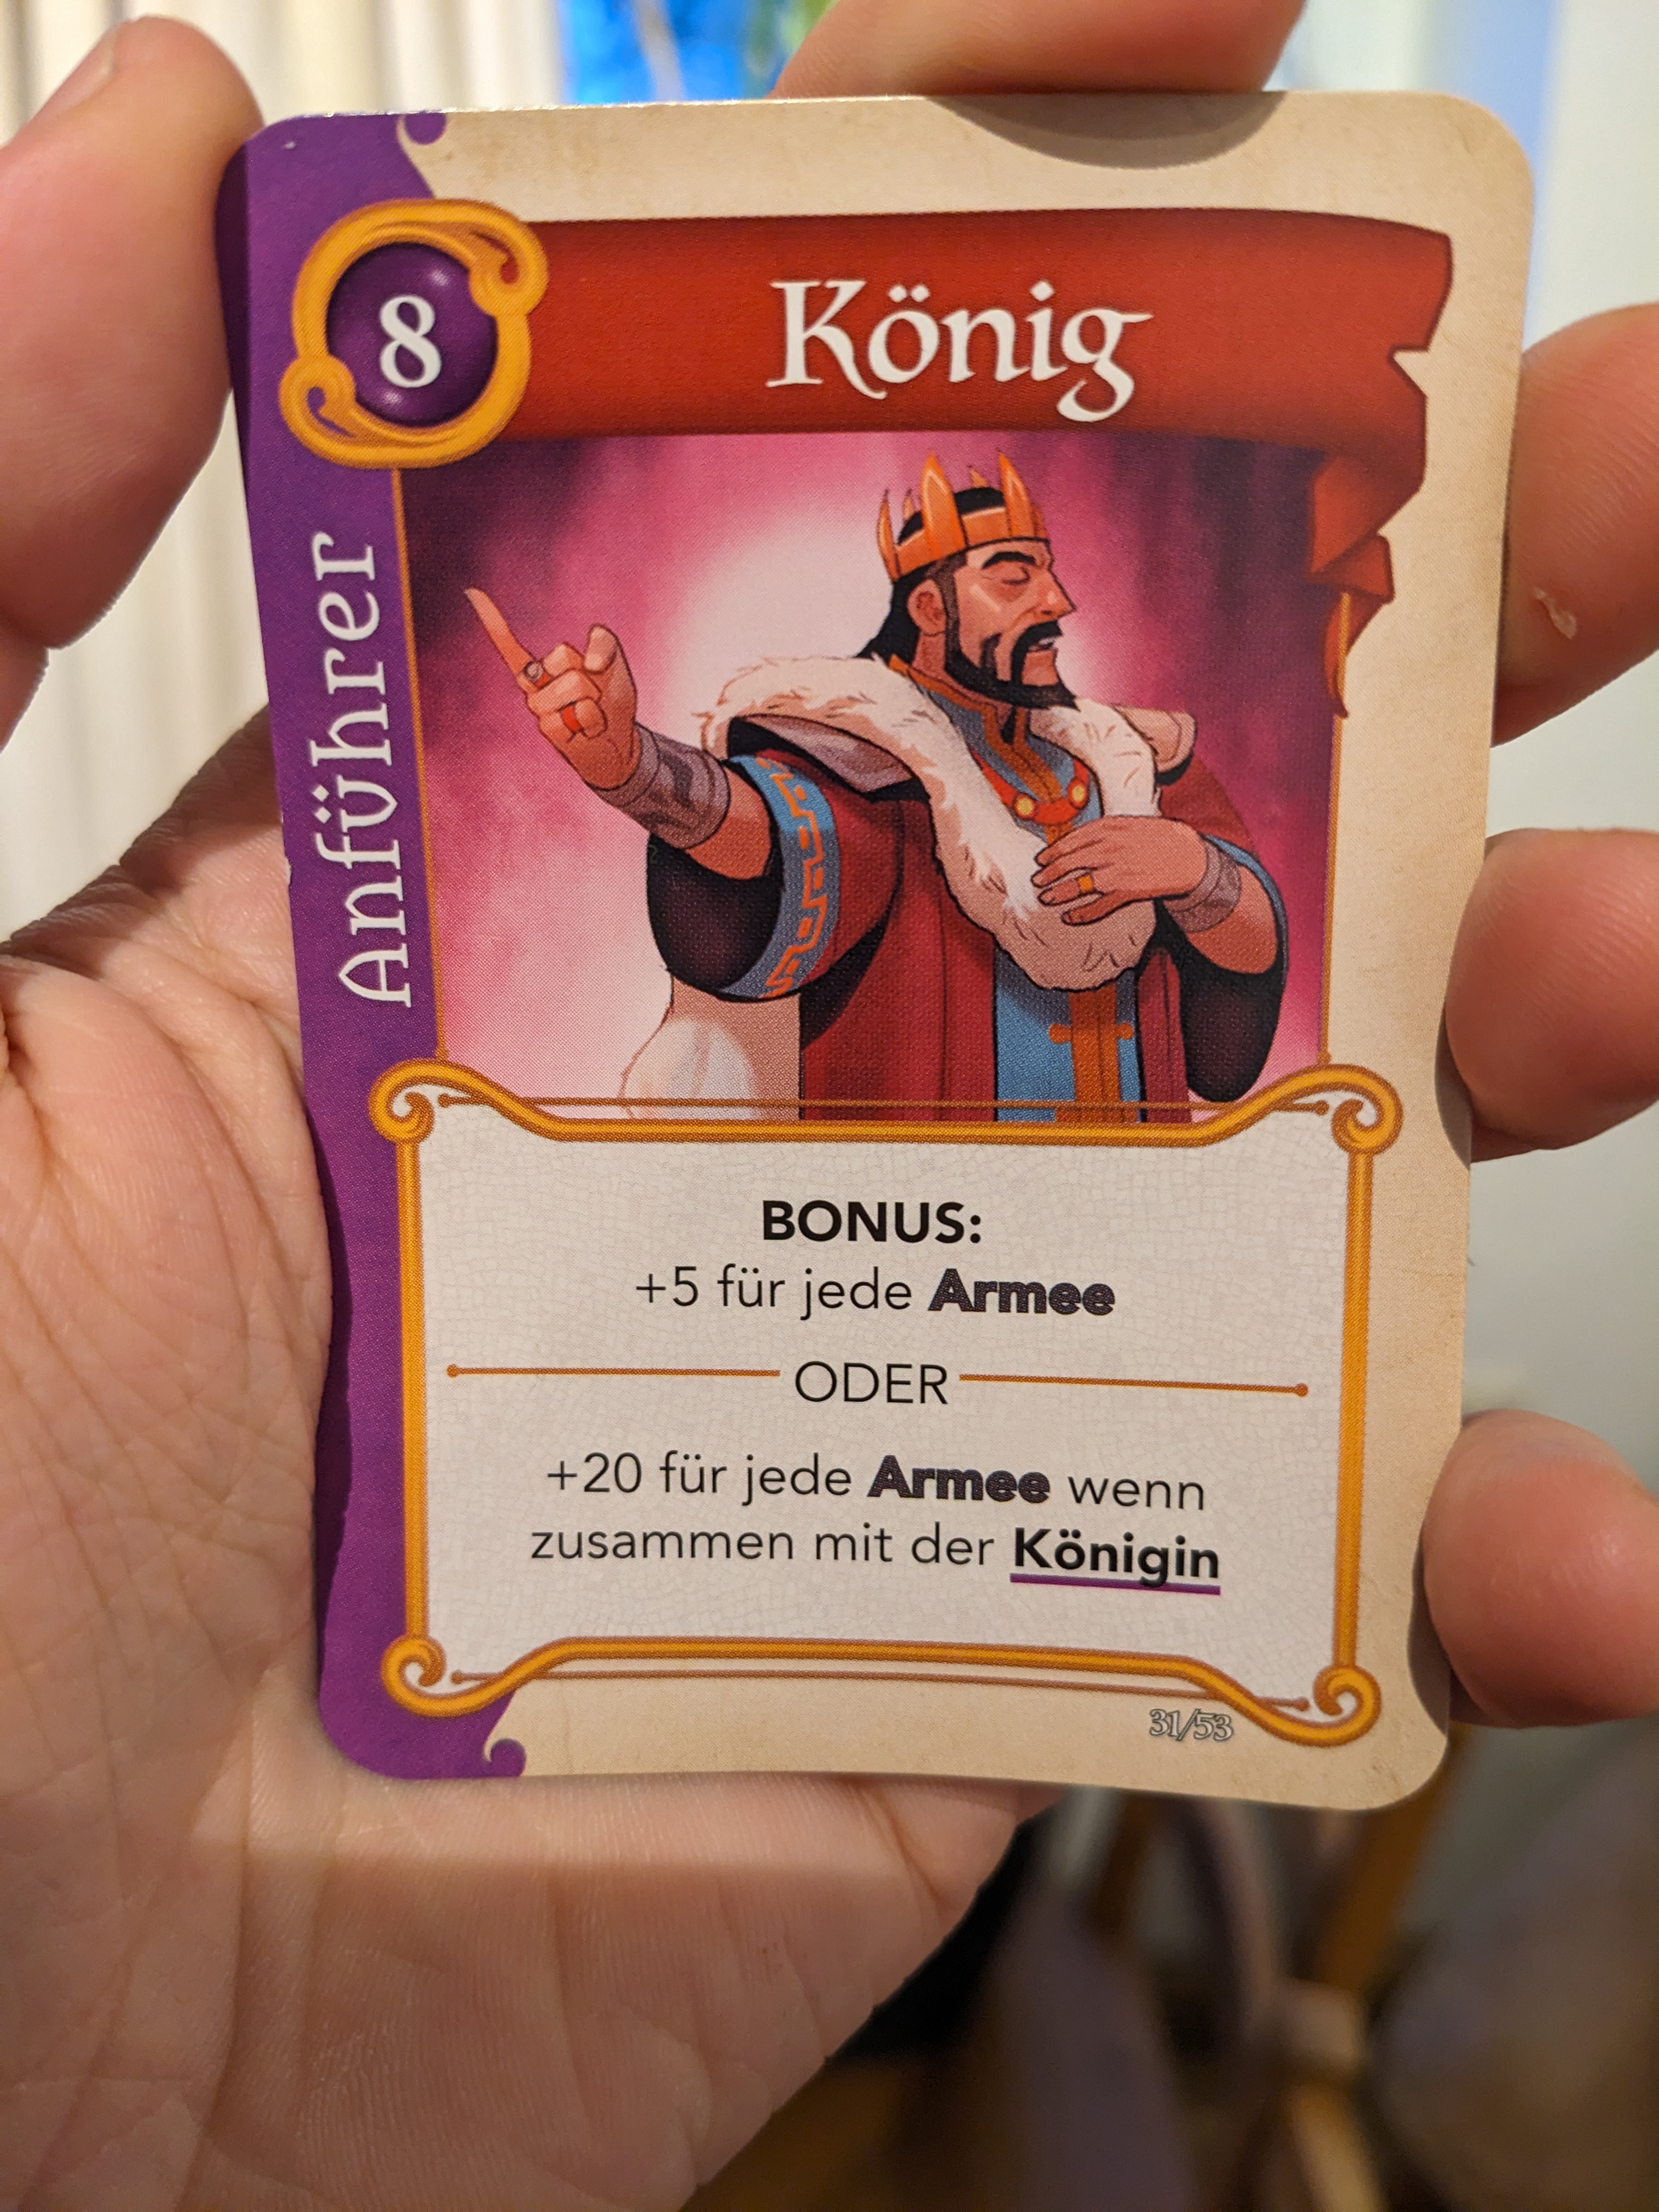 8
König
Anführer
BONUS:
+5 für jede Armee
ODER
+20 für jede Armee wenn
zusammen mit der Königin
31/53